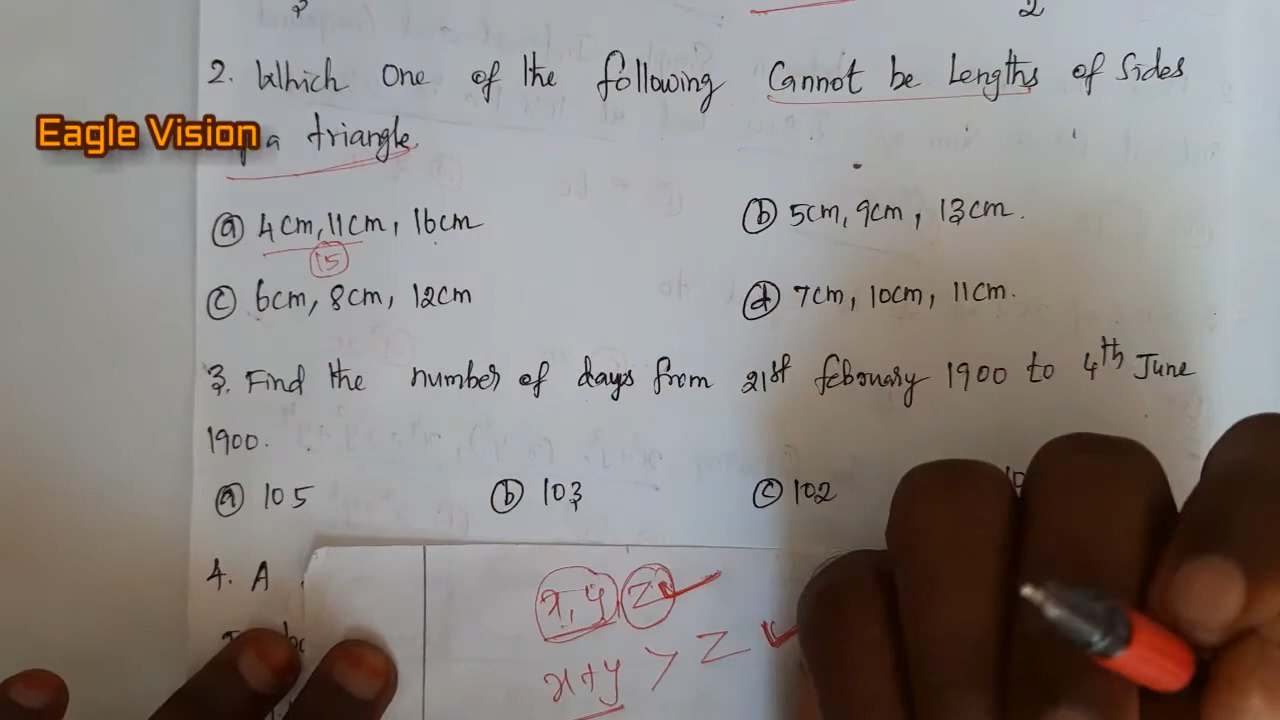 2
2. Which One of the following Cannot be Lengths of Sides
Eagle Vision
a triangle.
ⓐ 4cm, 11cm, 16cm
ⓑ 5cm, 9cm, 13cm.
15
ⓒ 6cm, 8cm, 12cm
ⓓ 7cm, 10cm, 11cm.
3. Find the number of days from 21st february 1900 to 4th June
1900.
ⓐ 105
ⓑ 103
ⓒ 102
4. A
x, y z
x+y > z